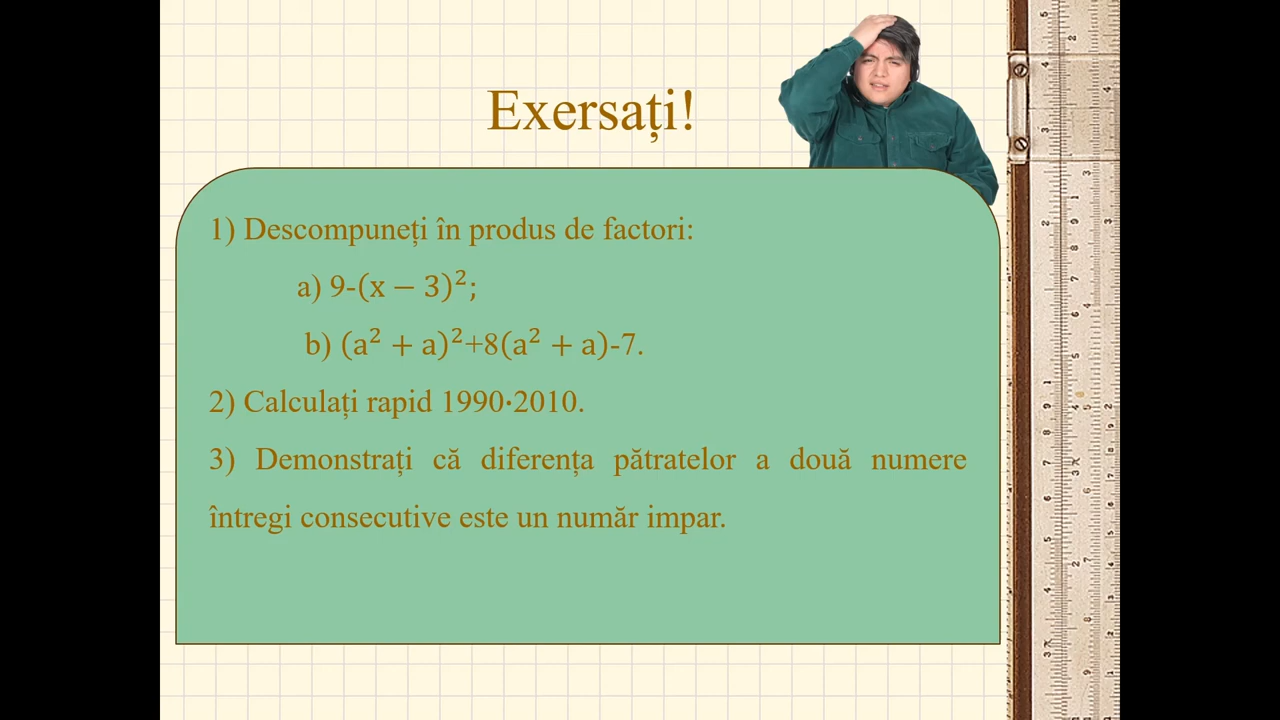 Exersați!
1) Descompuneți în produs de factori:
a) 9-(x − 3)²;
b) (a² + a)²+8(a² + a)-7.
2) Calculați rapid 1990·2010.
3) Demonstrați că diferența pătratelor a două numere
întregi consecutive este un număr impar.